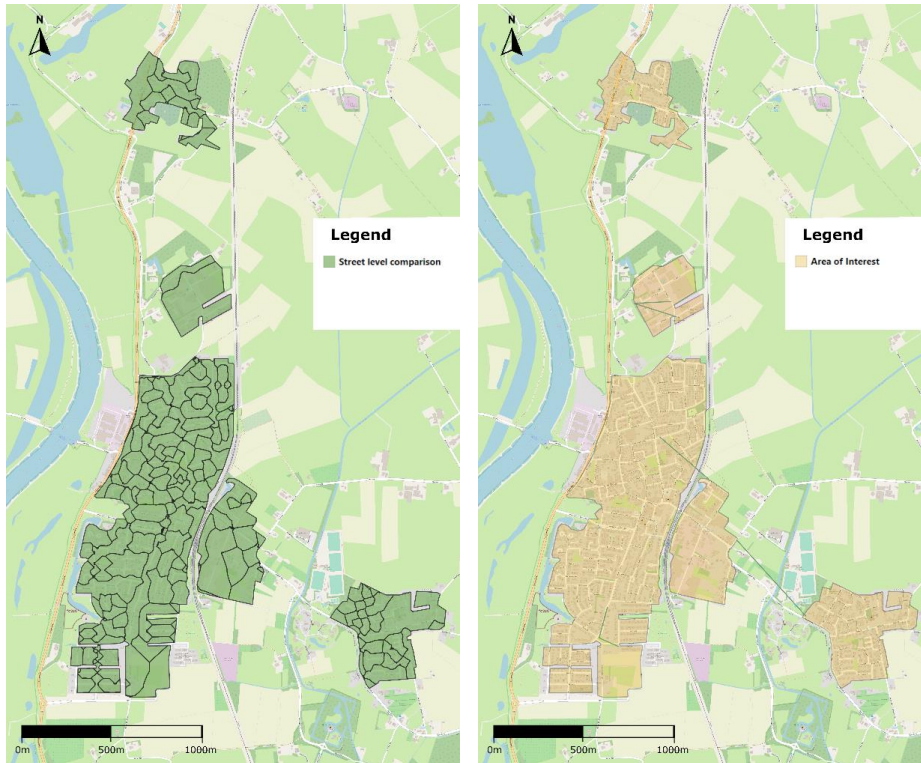 N
Legend
Street level comparison
0m
500m
1000m
N
Legend
Area of Interest
0m
500m
1000m